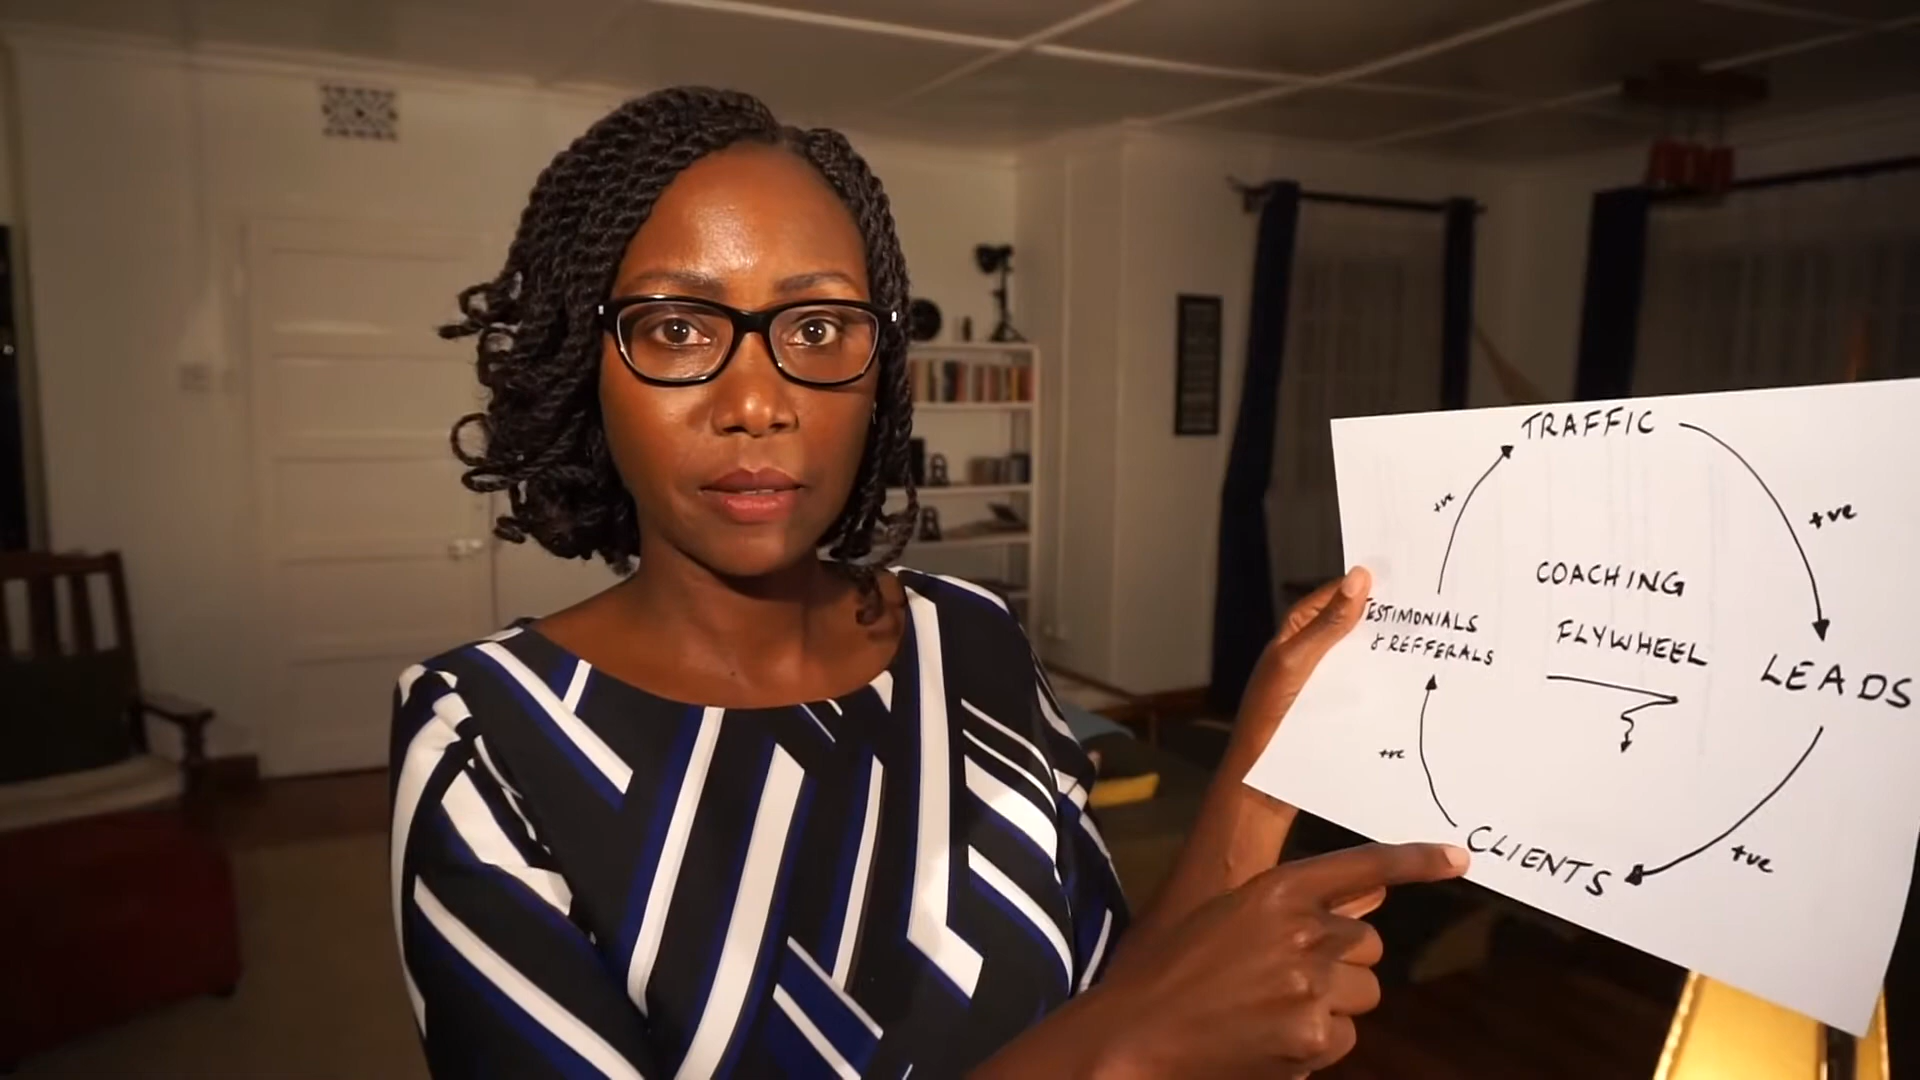 TRAFFIC
+ve
+ve
COACHING
FLYWHEEL
TESTIMONIALS
& REFFERALS
LEADS
+ve
+ve
CLIENTS